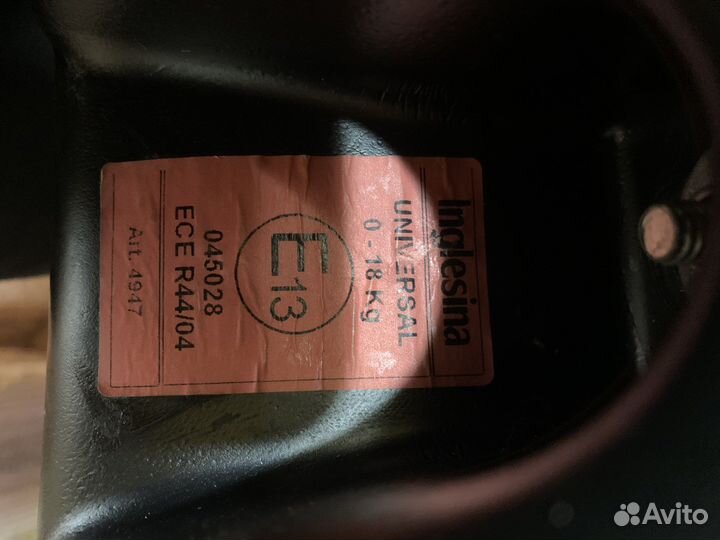 Inglesina
UNIVERSAL
0 - 18 Kg
E13
045028
ECE R44/04
Art. 4947
Avito